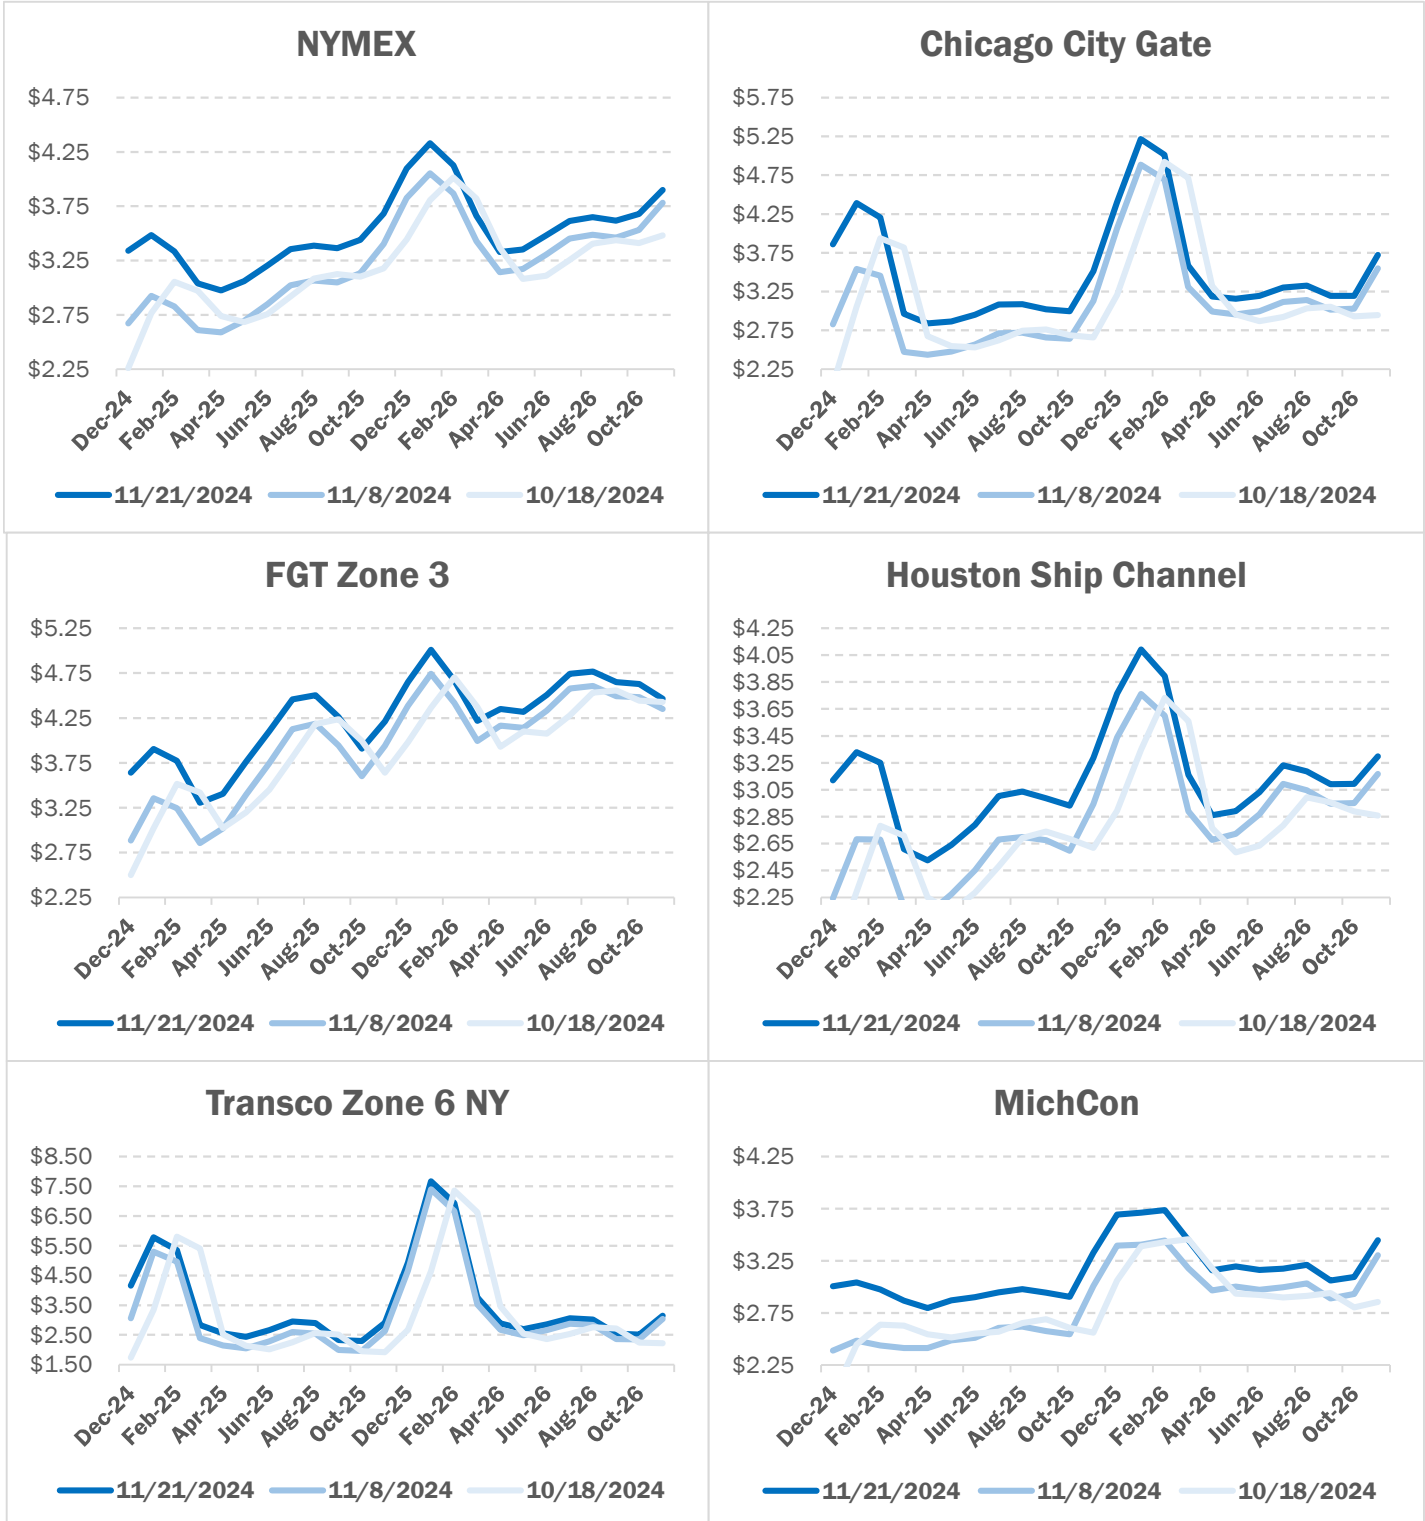 NYMEX
$4.75
$4.25
$3.75
$3.25
$2.75
$2.25
Dec-24 Feb-25 Apr-25 Jun-25 Aug-25 Oct-25 Dec-25 Feb-26 Apr-26 Jun-26 Aug-26 Oct-26
11/21/2024 11/8/2024 10/18/2024
Chicago City Gate
$5.75
$5.25
$4.75
$4.25
$3.75
$3.25
$2.75
$2.25
Dec-24 Feb-25 Apr-25 Jun-25 Aug-25 Oct-25 Dec-25 Feb-26 Apr-26 Jun-26 Aug-26 Oct-26
11/21/2024 11/8/2024 10/18/2024
FGT Zone 3
$5.25
$4.75
$4.25
$3.75
$3.25
$2.75
$2.25
Dec-24 Feb-25 Apr-25 Jun-25 Aug-25 Oct-25 Dec-25 Feb-26 Apr-26 Jun-26 Aug-26 Oct-26
11/21/2024 11/8/2024 10/18/2024
Houston Ship Channel
$4.25
$4.05
$3.85
$3.65
$3.45
$3.25
$3.05
$2.85
$2.65
$2.45
$2.25
Dec-24 Feb-25 Apr-25 Jun-25 Aug-25 Oct-25 Dec-25 Feb-26 Apr-26 Jun-26 Aug-26 Oct-26
11/21/2024 11/8/2024 10/18/2024
Transco Zone 6 NY
$8.50
$7.50
$6.50
$5.50
$4.50
$3.50
$2.50
$1.50
Dec-24 Feb-25 Apr-25 Jun-25 Aug-25 Oct-25 Dec-25 Feb-26 Apr-26 Jun-26 Aug-26 Oct-26
11/21/2024 11/8/2024 10/18/2024
MichCon
$4.25
$3.75
$3.25
$2.75
$2.25
Dec-24 Feb-25 Apr-25 Jun-25 Aug-25 Oct-25 Dec-25 Feb-26 Apr-26 Jun-26 Aug-26 Oct-26
11/21/2024 11/8/2024 10/18/2024